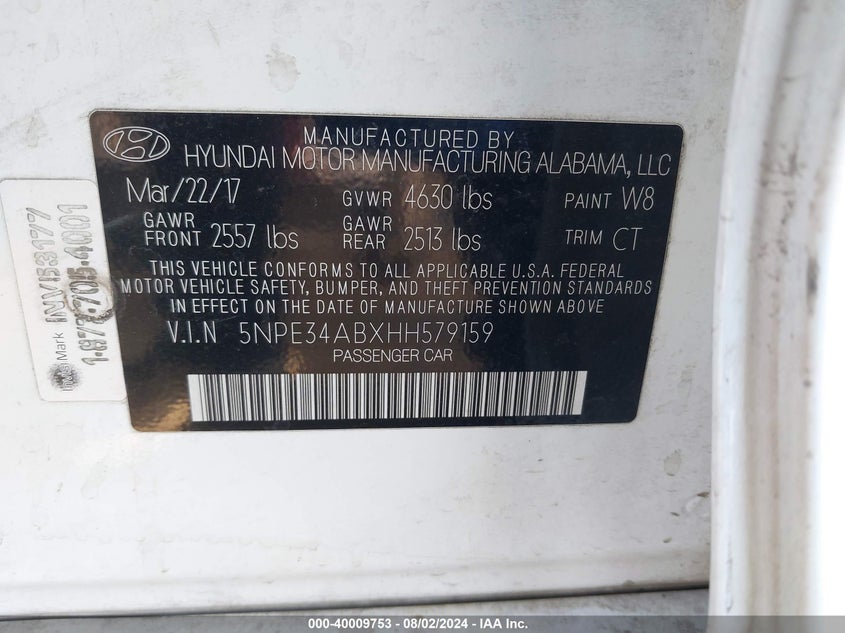 MANUFACTURED BY
HYUNDAI MOTOR MANUFACTURING ALABAMA, LLC
Mar/22/17 GVWR 4630 lbs PAINT W8
GAWR FRONT 2557 lbs GAWR REAR 2513 lbs TRIM CT
THIS VEHICLE CONFORMS TO ALL APPLICABLE U.S.A. FEDERAL
MOTOR VEHICLE SAFETY, BUMPER, AND THEFT PREVENTION STANDARDS
IN EFFECT ON THE DATE OF MANUFACTURE SHOWN ABOVE.
V.I.N 5NPE34ABXHH579159
PASSENGER CAR
Mark
000-40009753 - 08/02/2024 - IAA Inc.